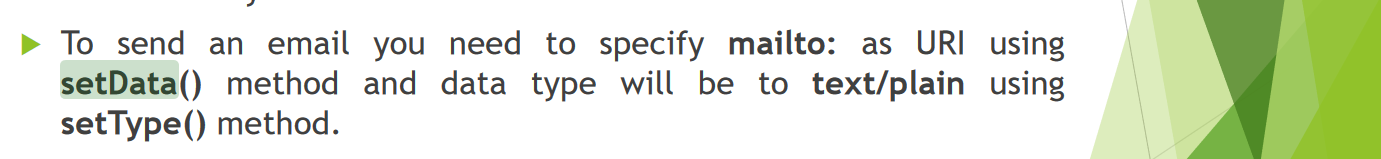 To send an email you need to specify mailto: as URI using
setData() method and data type will be to text/plain using
setType() method.